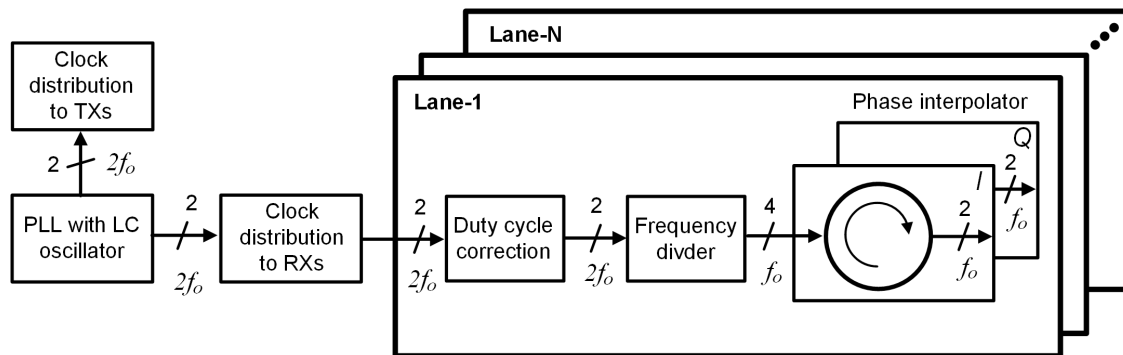 Lane-N
Clock
distribution
to TXs
Lane-1
Phase interpolator
2
2fo
Q
2
fo
I
PLL with LC
oscillator
2
2fo
Clock
distribution
to RXs
2
2fo
Duty cycle
correction
2
2fo
Frequency
divder
4
fo
2
fo